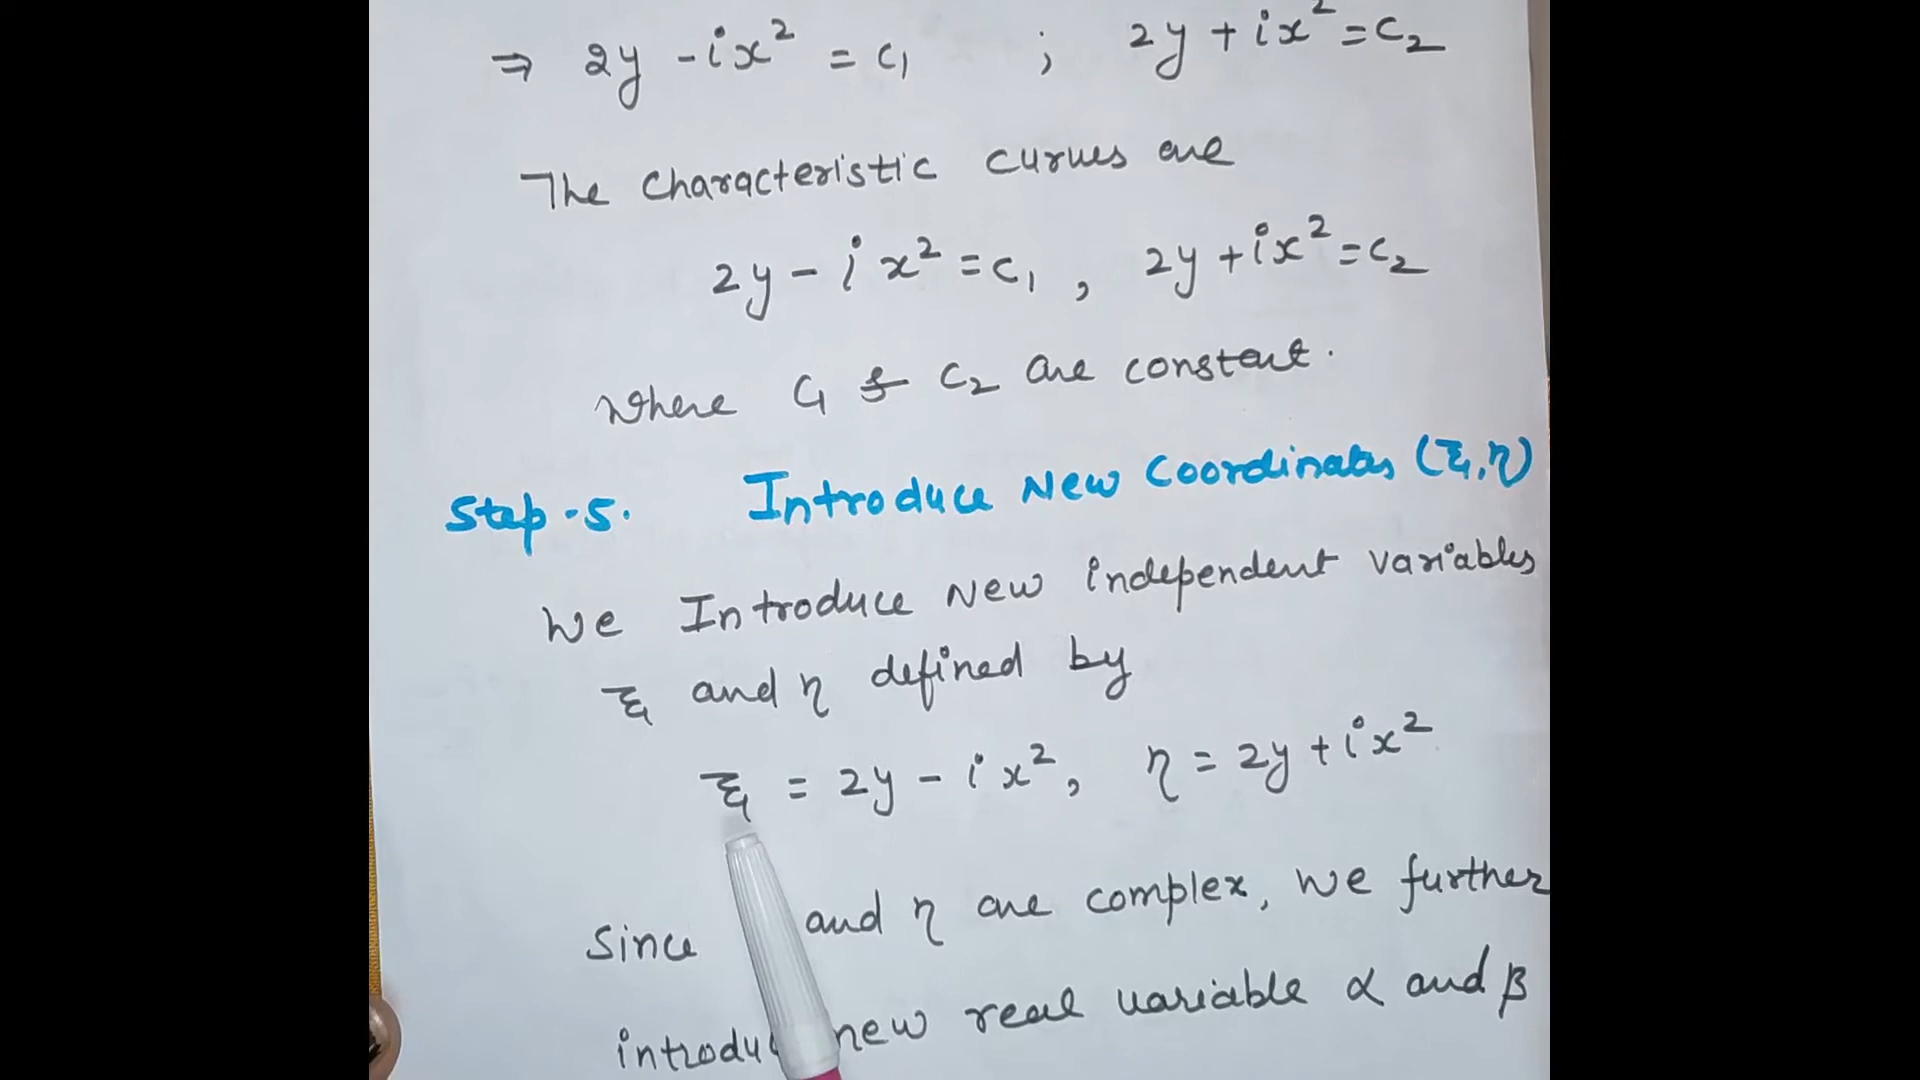 ⇒ 2y - ix² = c₁ ; 2y + ix² = c₂
The characteristic curves are
2y - ix² = c₁ , 2y + ix² = c₂
where c₁ & c₂ are constant.
Step-5. Introduce New Coordinates (ξ, η)
We Introduce New independent variables
ξ and η defined by
ξ = 2y - ix², η = 2y + ix²
Since and η are complex, we further
new real variable α and β